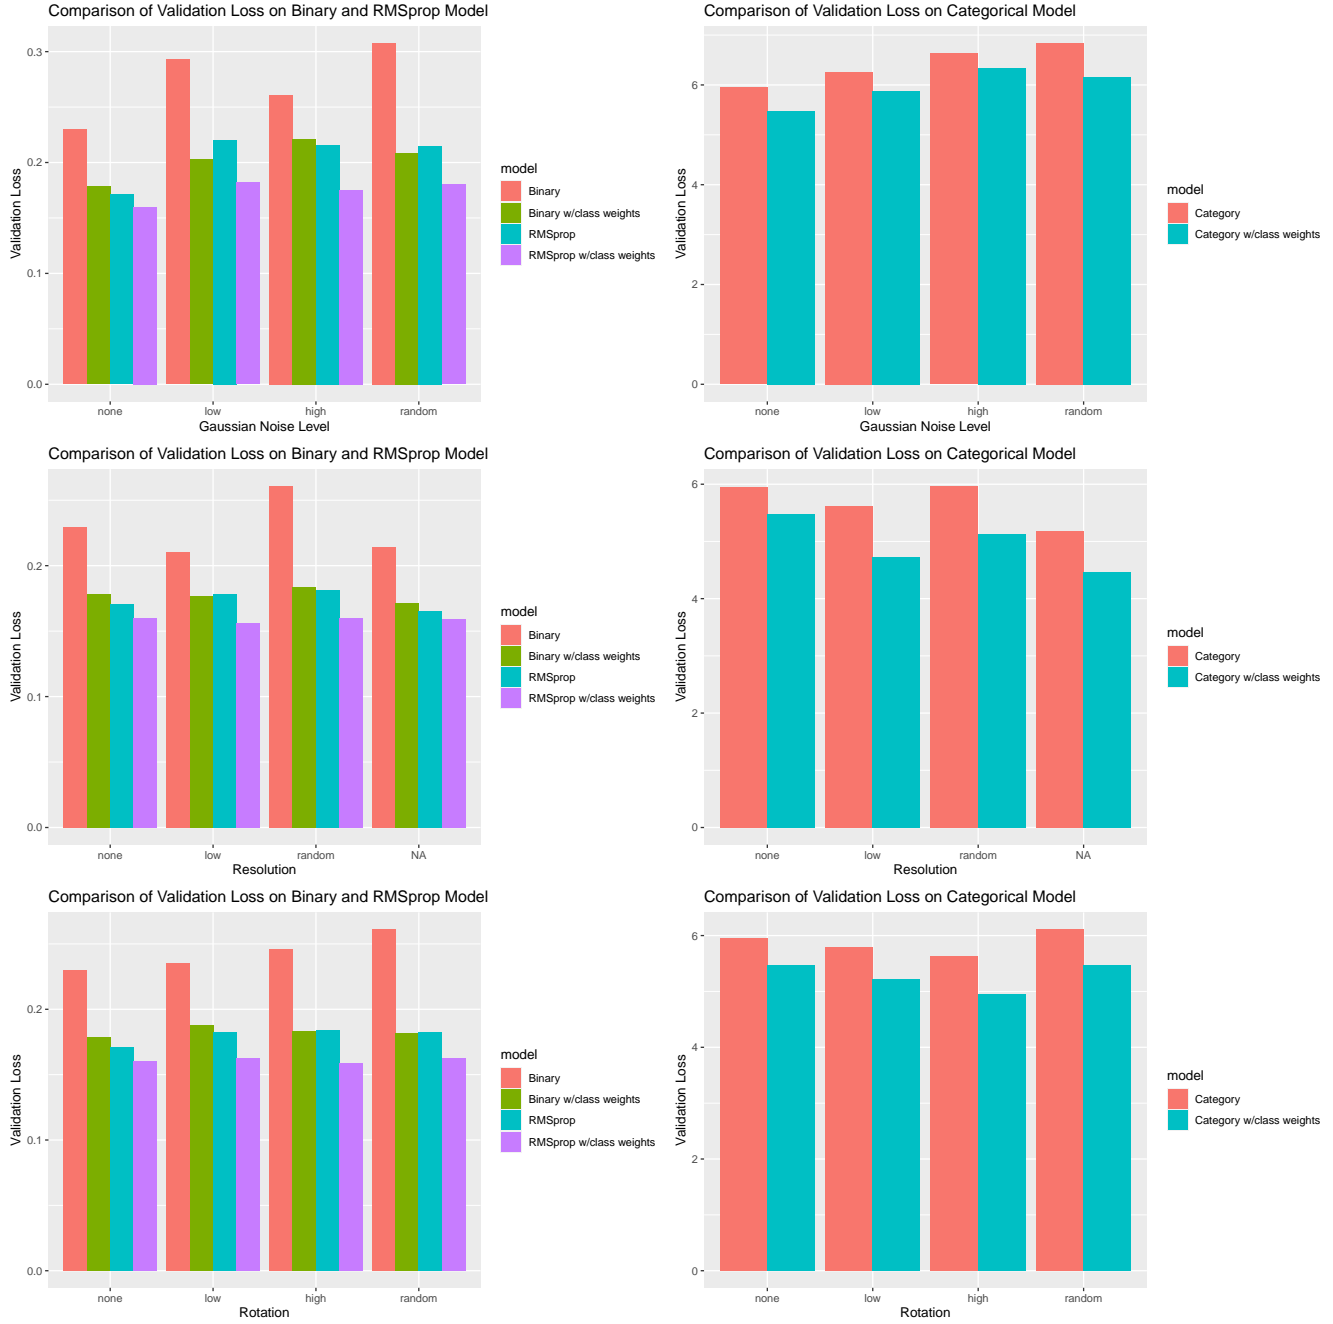 Comparison of Validation Loss on Binary and RMSprop Model
Validation Loss
0.3
0.2
0.1
0.0
none low high random
Gaussian Noise Level
model
Binary
Binary w/class weights
RMSprop
RMSprop w/class weights
Comparison of Validation Loss on Categorical Model
Validation Loss
6
4
2
0
none low high random
Gaussian Noise Level
model
Category
Category w/class weights
Comparison of Validation Loss on Binary and RMSprop Model
Validation Loss
0.2
0.1
0.0
none low random NA
Resolution
model
Binary
Binary w/class weights
RMSprop
RMSprop w/class weights
Comparison of Validation Loss on Categorical Model
Validation Loss
6
4
2
0
none low random NA
Resolution
model
Category
Category w/class weights
Comparison of Validation Loss on Binary and RMSprop Model
Validation Loss
0.2
0.1
0.0
none low high random
Rotation
model
Binary
Binary w/class weights
RMSprop
RMSprop w/class weights
Comparison of Validation Loss on Categorical Model
Validation Loss
6
4
2
0
none low high random
Rotation
model
Category
Category w/class weights